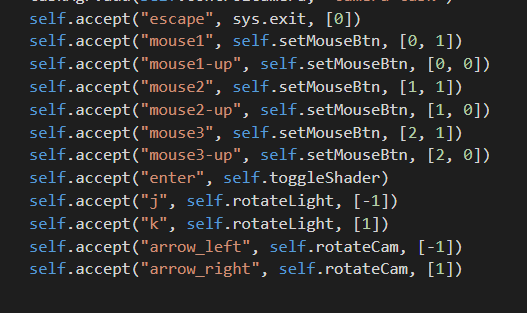 self.accept("escape", sys.exit, [0])
self.accept("mouse1", self.setMouseBtn, [0, 1])
self.accept("mouse1-up", self.setMouseBtn, [0, 0])
self.accept("mouse2", self.setMouseBtn, [1, 1])
self.accept("mouse2-up", self.setMouseBtn, [1, 0])
self.accept("mouse3", self.setMouseBtn, [2, 1])
self.accept("mouse3-up", self.setMouseBtn, [2, 0])
self.accept("enter", self.toggleShader)
self.accept("j", self.rotateLight, [-1])
self.accept("k", self.rotateLight, [1])
self.accept("arrow_left", self.rotateCam, [-1])
self.accept("arrow_right", self.rotateCam, [1])